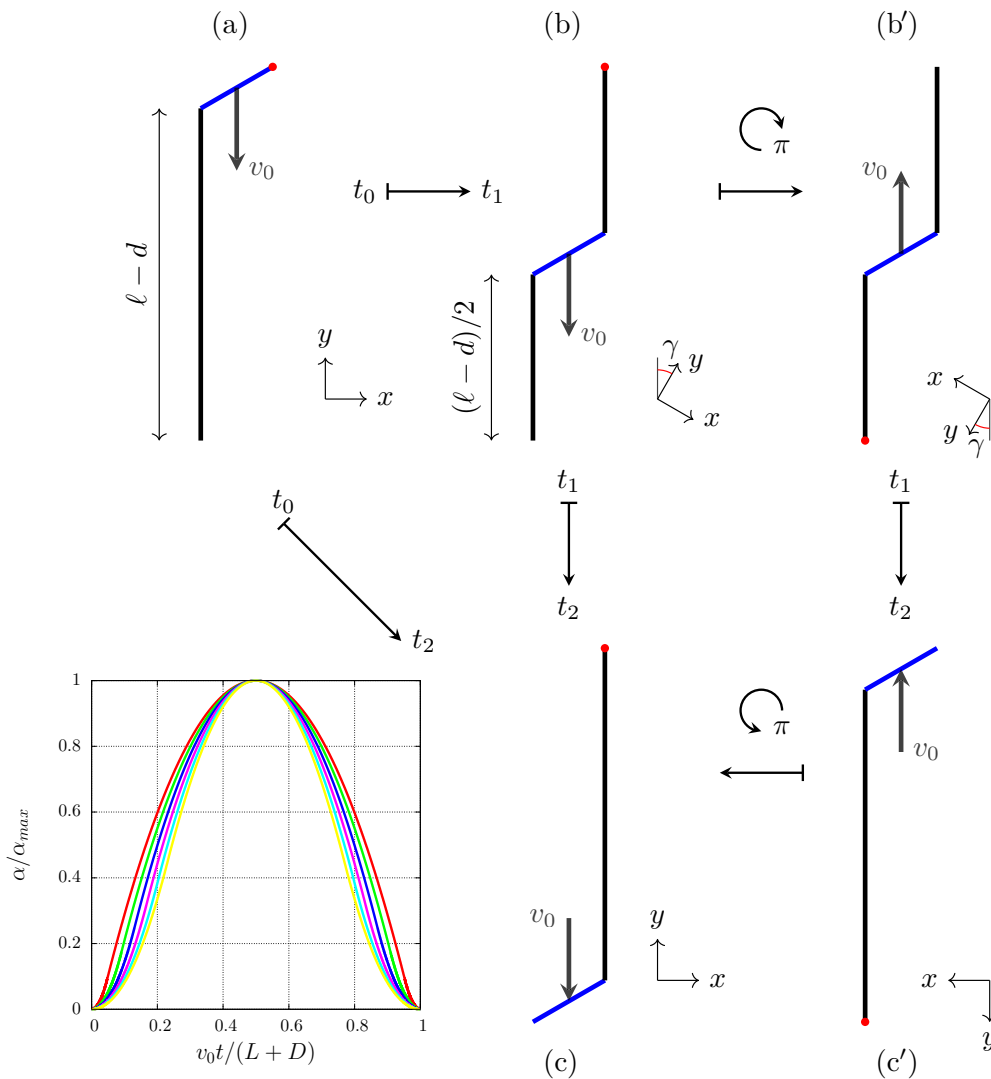 (a)
(b)
(b′)
v₀
ℓ − d
y
x
t₀
t₁
v₀
(ℓ − d)/2
γ
y
x
π
v₀
x
y
γ
t₀
t₂
t₁
t₂
t₁
t₂
α/α_max
1
0.8
0.6
0.4
0.2
0
0
0.2
0.4
0.6
0.8
1
v₀t/(L + D)
v₀
y
x
(c)
π
v₀
x
y
(c′)